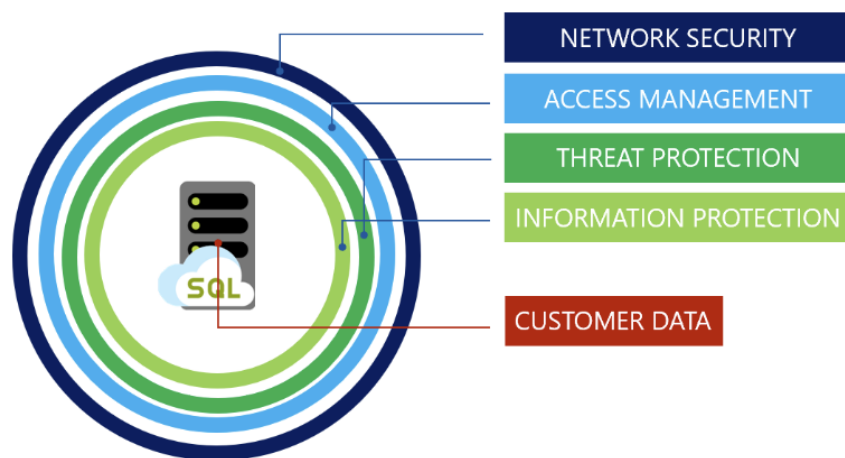 NETWORK SECURITY
ACCESS MANAGEMENT
THREAT PROTECTION
INFORMATION PROTECTION
SQL
CUSTOMER DATA